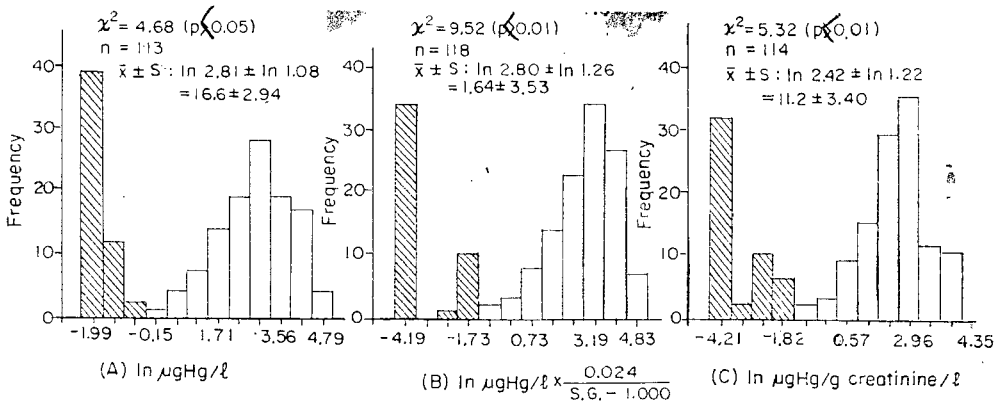 χ² = 4.68 (p<0.05)
n = 113
x̄ ± S : ln 2.81 ± ln 1.08
= 16.6 ± 2.94
Frequency
40
30
20
10
0
-1.99 -0.15 1.71 3.56 4.79
(A) ln μgHg/ℓ
χ² = 9.52 (p<0.01)
n = 118
x̄ ± S : ln 2.80 ± ln 1.26
= 1.64 ± 3.53
Frequency
40
30
20
10
0
-4.19 -1.73 0.73 3.19 4.83
(B) ln μgHg/ℓ × 0.024 / S.G. - 1.000
χ² = 5.32 (p<0.01)
n = 114
x̄ ± S : ln 2.42 ± ln 1.22
= 11.2 ± 3.40
Frequency
40
30
20
10
0
-4.21 -1.82 0.57 2.96 4.35
(C) ln μgHg/g creatinine/ℓ